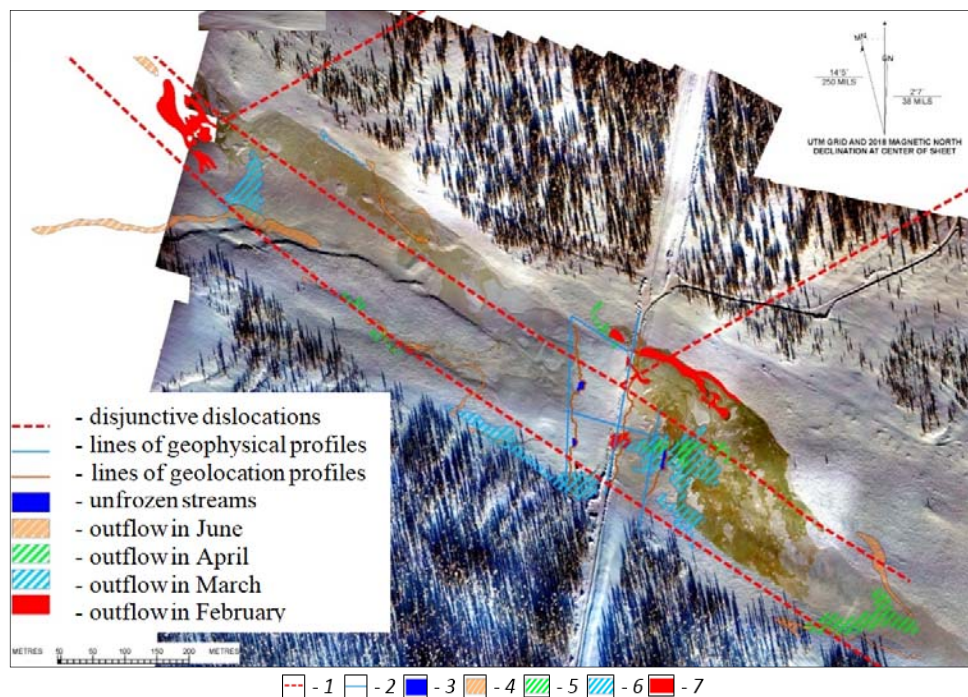 MN
GN
14°5'
250 MILS
2°7'
38 MILS
UTM GRID AND 2018 MAGNETIC NORTH
DECLINATION AT CENTER OF SHEET
- disjunctive dislocations
- lines of geophysical profiles
- lines of geolocation profiles
- unfrozen streams
- outflow in June
- outflow in April
- outflow in March
- outflow in February
METRES 50 0 50 100 150 200 METRES
- 1 - 2 - 3 - 4 - 5 - 6 - 7